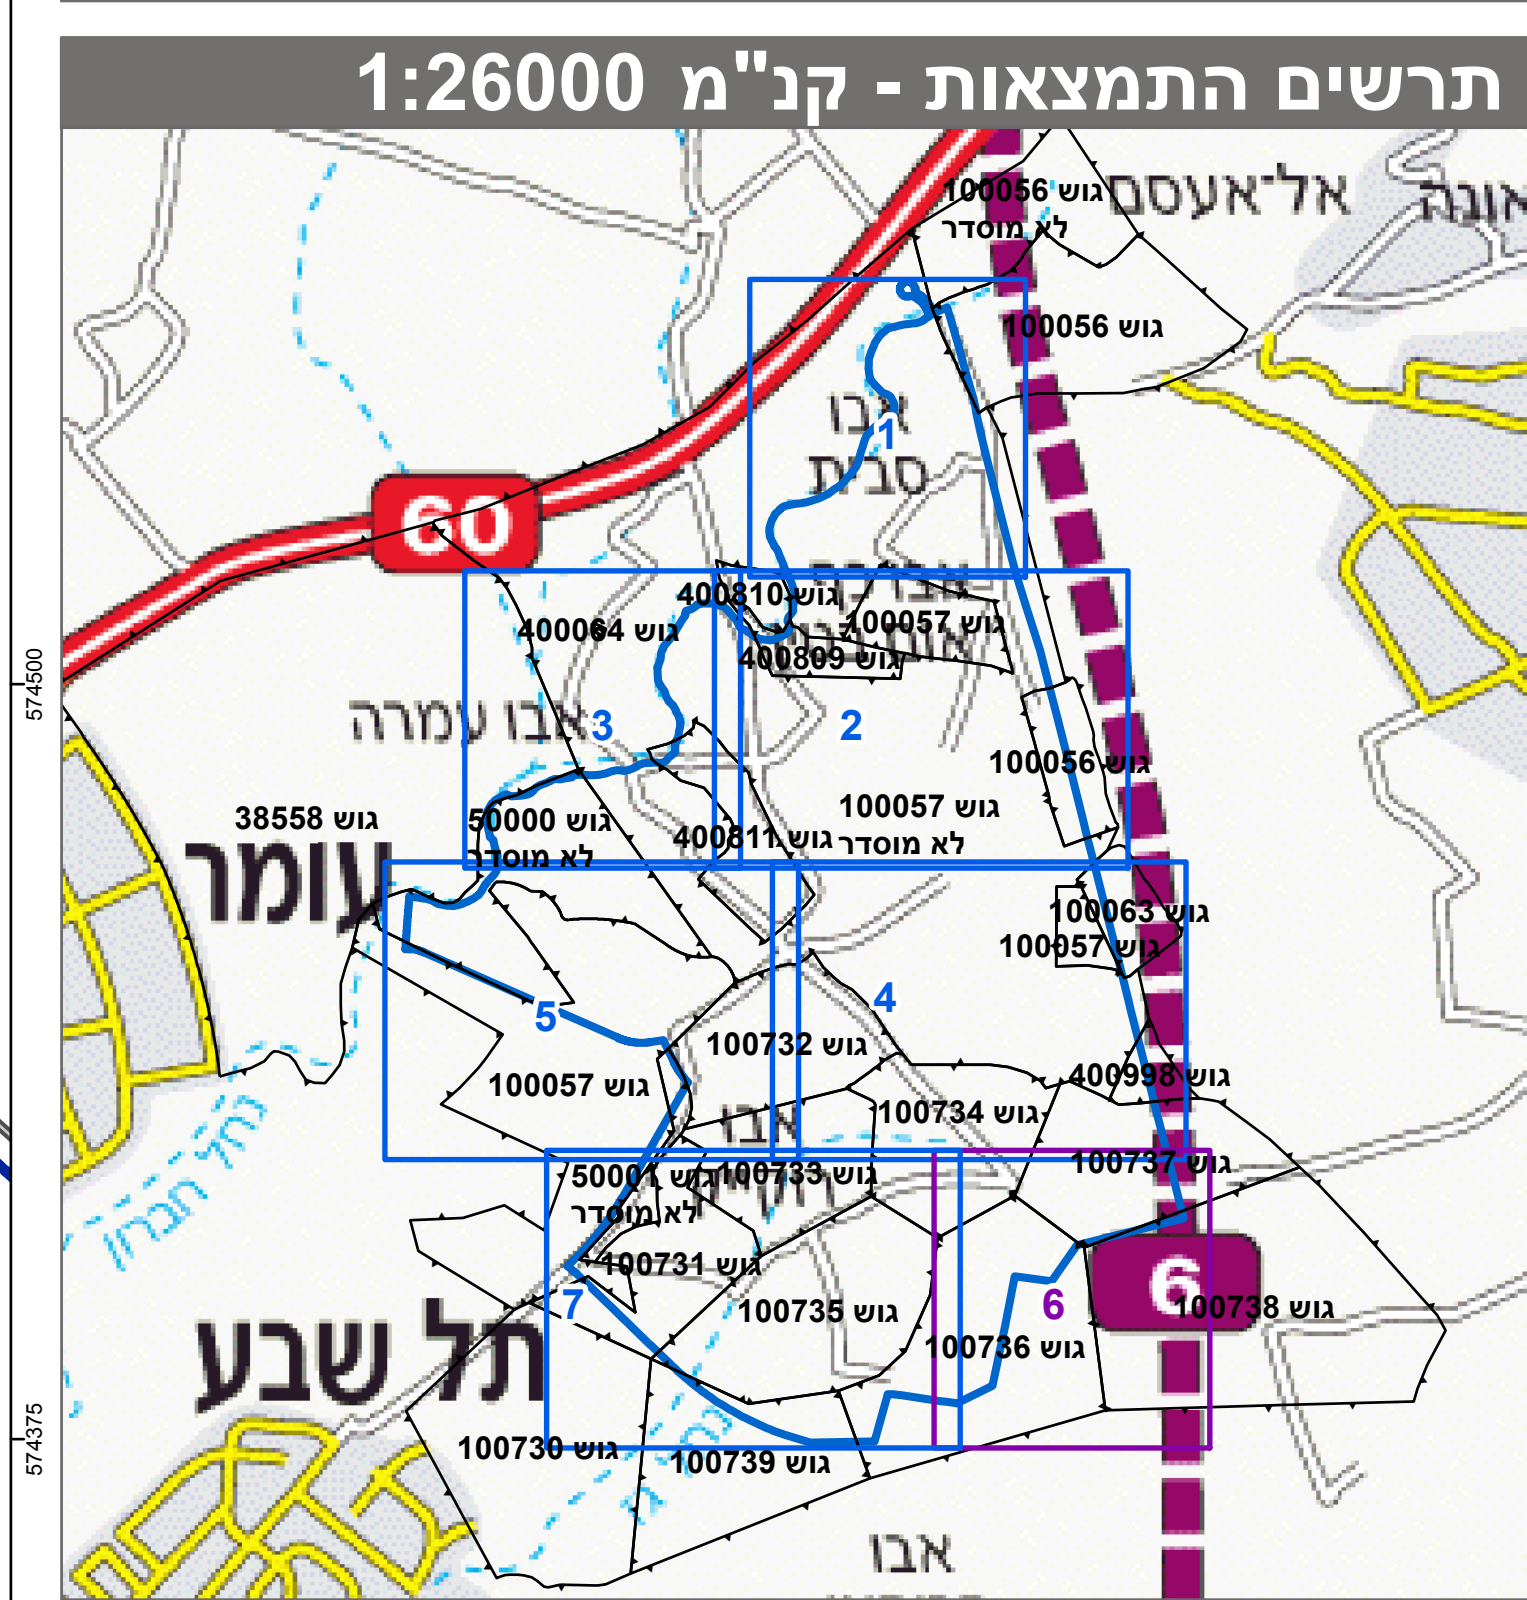 תרשים התמצאות - קנ"מ 1:26000
גוש 100056
לא מוסדר
אל-אעסם
גוש 100056
אבו
סבית
1
60
גוש 400810
גוש 400064
גוש 100057
גוש 400809
574500
אבו עמרה
3
2
גוש 100056
גוש 38558
גוש 50000
לא מוסדר
גוש 400811
גוש 100057
לא מוסדר
עומר
גוש 100063
גוש 100057
5
4
גוש 100732
גוש 100057
גוש 400998
גוש 100734
אבו
נחל חברון
גוש 50001
לא מוסדר
גוש 100733
גוש 100737
גוש 100731
7
גוש 100735
6
6
גוש 100738
גוש 100736
תל שבע
574375
גוש 100730
גוש 100739
אבו